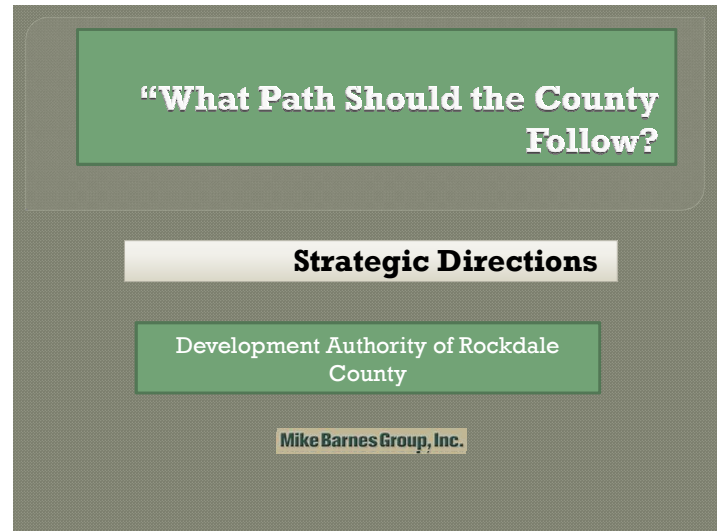 “What Path Should the County
Follow?
Strategic Directions
Development Authority of Rockdale
County
Mike Barnes Group, Inc.